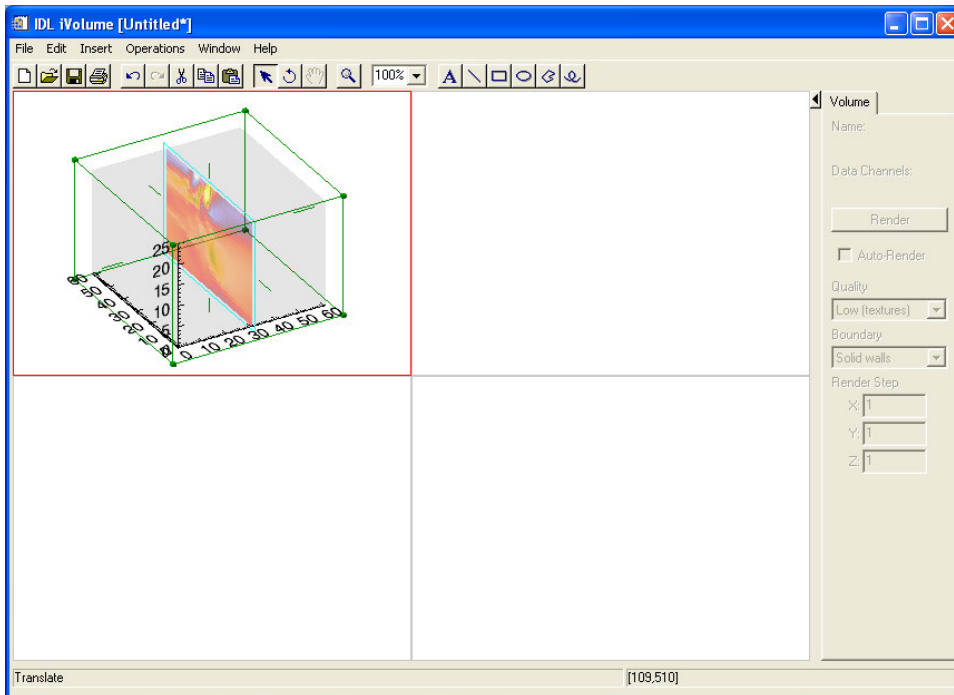 IDL iVolume [Untitled*]
File Edit Insert Operations Window Help
100% A
Volume
Name:
Data Channels:
Render
Auto-Render
Quality
Low (textures)
Boundary
Solid walls
Render Step
X: 1
Y: 1
Z: 1
25
20
15
10
5
60
50
40
30
20
10
0
0 10 20 30 40 50 60
Translate [109,510]